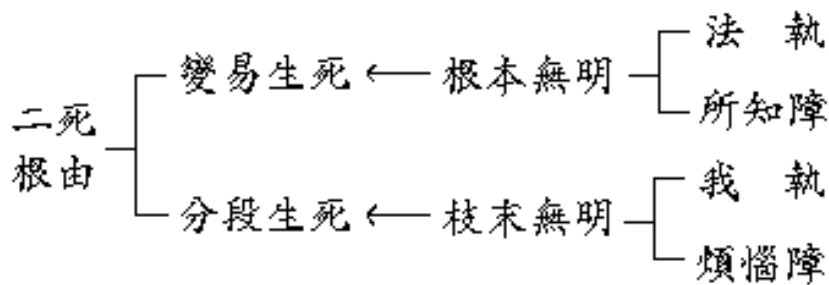 二死
根由
變易生死
根本無明
法執
所知障
分段生死
枝末無明
我執
煩惱障